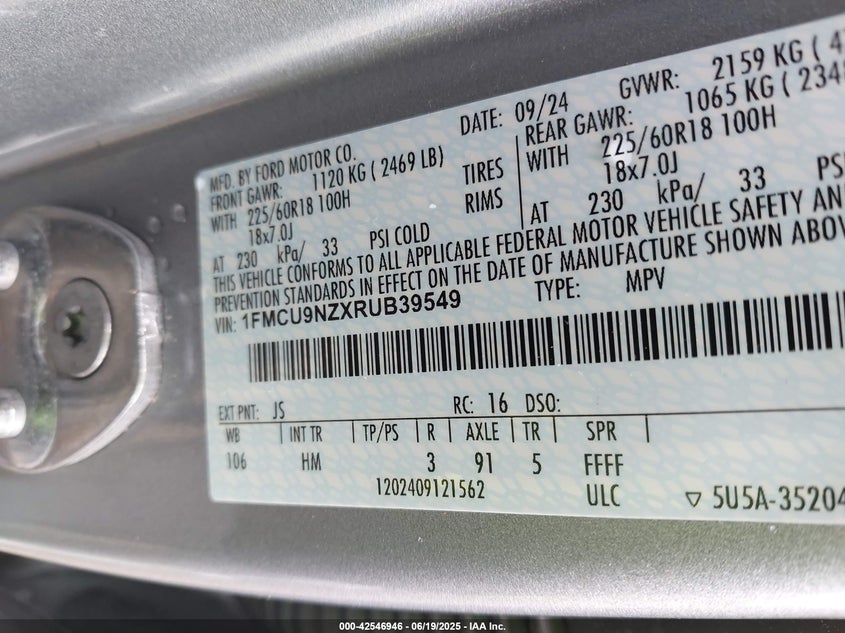 MFD. BY FORD MOTOR CO.
DATE: 09/24
GVWR: 2159 KG (
FRONT GAWR: 1120 KG ( 2469 LB)
REAR GAWR: 1065 KG ( 234
WITH 225/60R18 100H
TIRES
WITH 225/60R18 100H
18x7.0J
RIMS
18x7.0J
AT 230 kPa/ 33 PSI COLD
AT 230 kPa/ 33 PS
THIS VEHICLE CONFORMS TO ALL APPLICABLE FEDERAL MOTOR VEHICLE SAFETY AN
PREVENTION STANDARDS IN EFFECT ON THE DATE OF MANUFACTURE SHOWN ABOV
VIN: 1FMCU9NZXRUB39549
TYPE: MPV
EXT PNT: JS RC: 16 DSO:
WB INT TR TP/PS R AXLE TR SPR
106 HM 3 91 5 FFFF
1202409121562 ULC ▽ 5U5A-35204
000-42546946 - 06/19/2025 - IAA Inc.